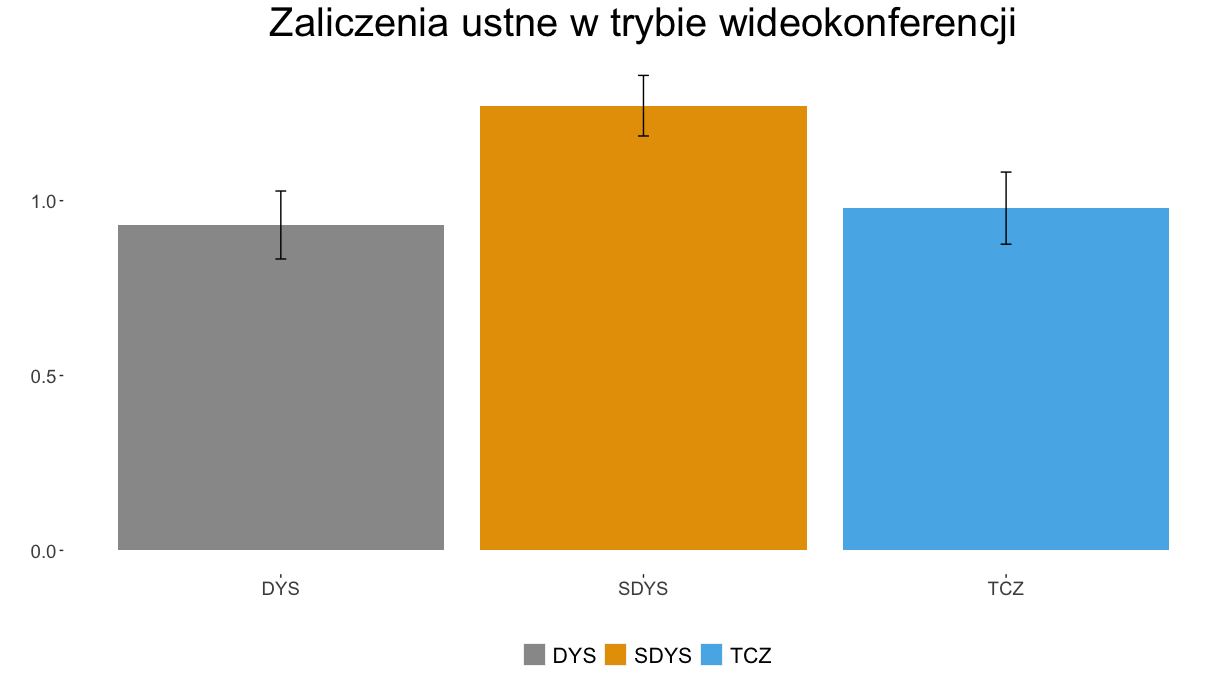 Zaliczenia ustne w trybie wideokonferencji
1.0
0.5
0.0
DYS SDYS TCZ
DYS SDYS TCZ